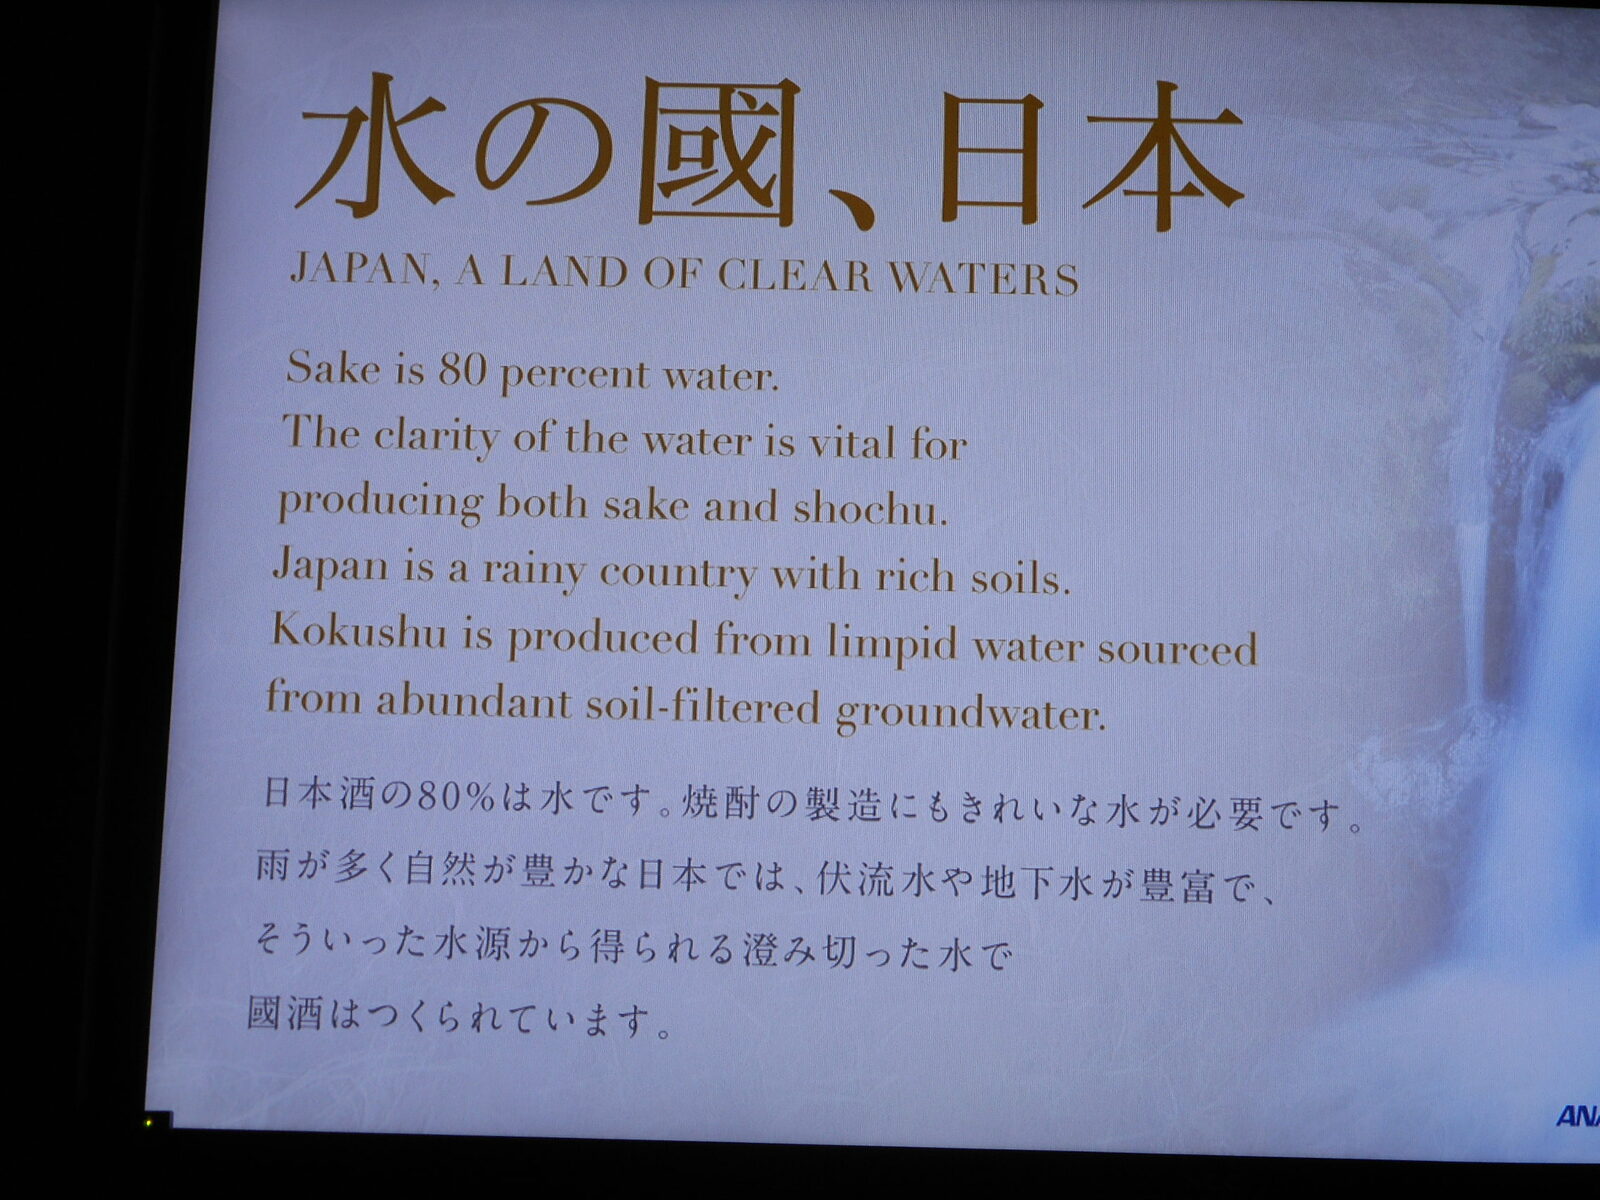 水の國、日本
JAPAN, A LAND OF CLEAR WATERS
Sake is 80 percent water.
The clarity of the water is vital for
producing both sake and shochu.
Japan is a rainy country with rich soils.
Kokushu is produced from limpid water sourced
from abundant soil-filtered groundwater.
日本酒の80%は水です。焼酎の製造にもきれいな水が必要です。
雨が多く自然が豊かな日本では、伏流水や地下水が豊富で、
そういった水源から得られる澄み切った水で
國酒はつくられています。